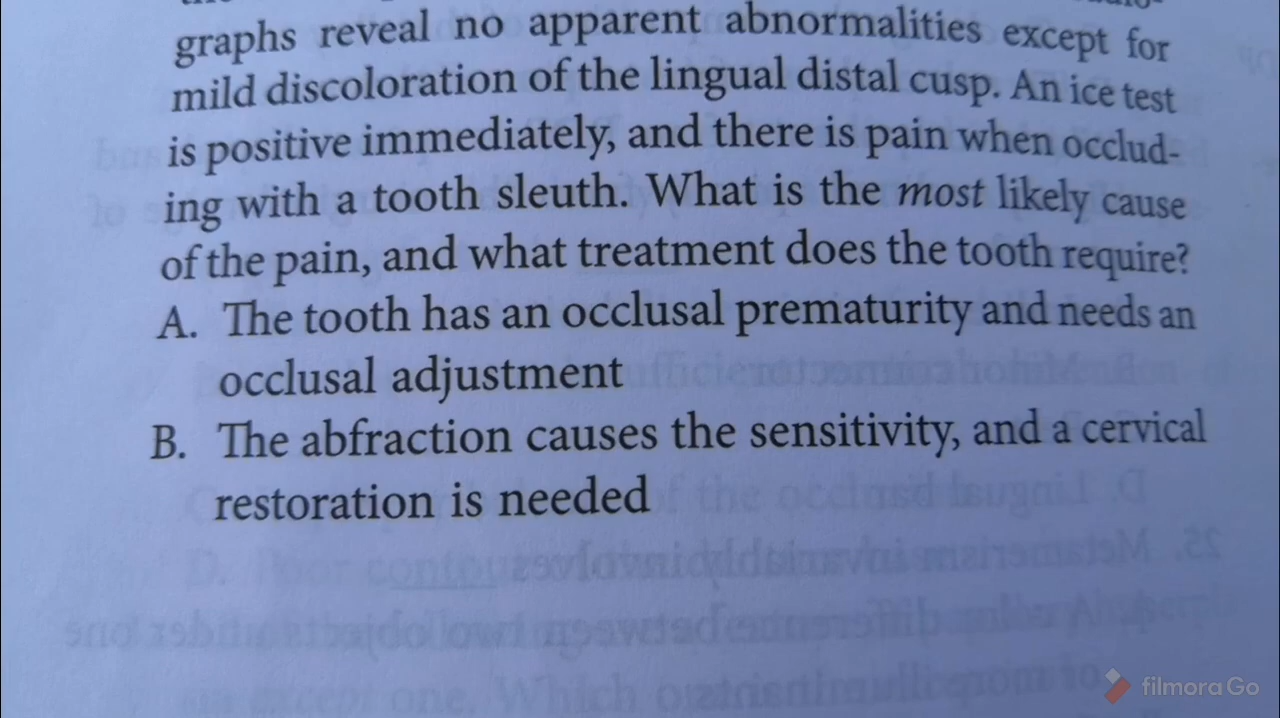 graphs reveal no apparent abnormalities except for
mild discoloration of the lingual distal cusp. An ice test
is positive immediately, and there is pain when occlud-
ing with a tooth sleuth. What is the most likely cause
of the pain, and what treatment does the tooth require?
A. The tooth has an occlusal prematurity and needs an
occlusal adjustment
B. The abfraction causes the sensitivity, and a cervical
restoration is needed
filmoraGo